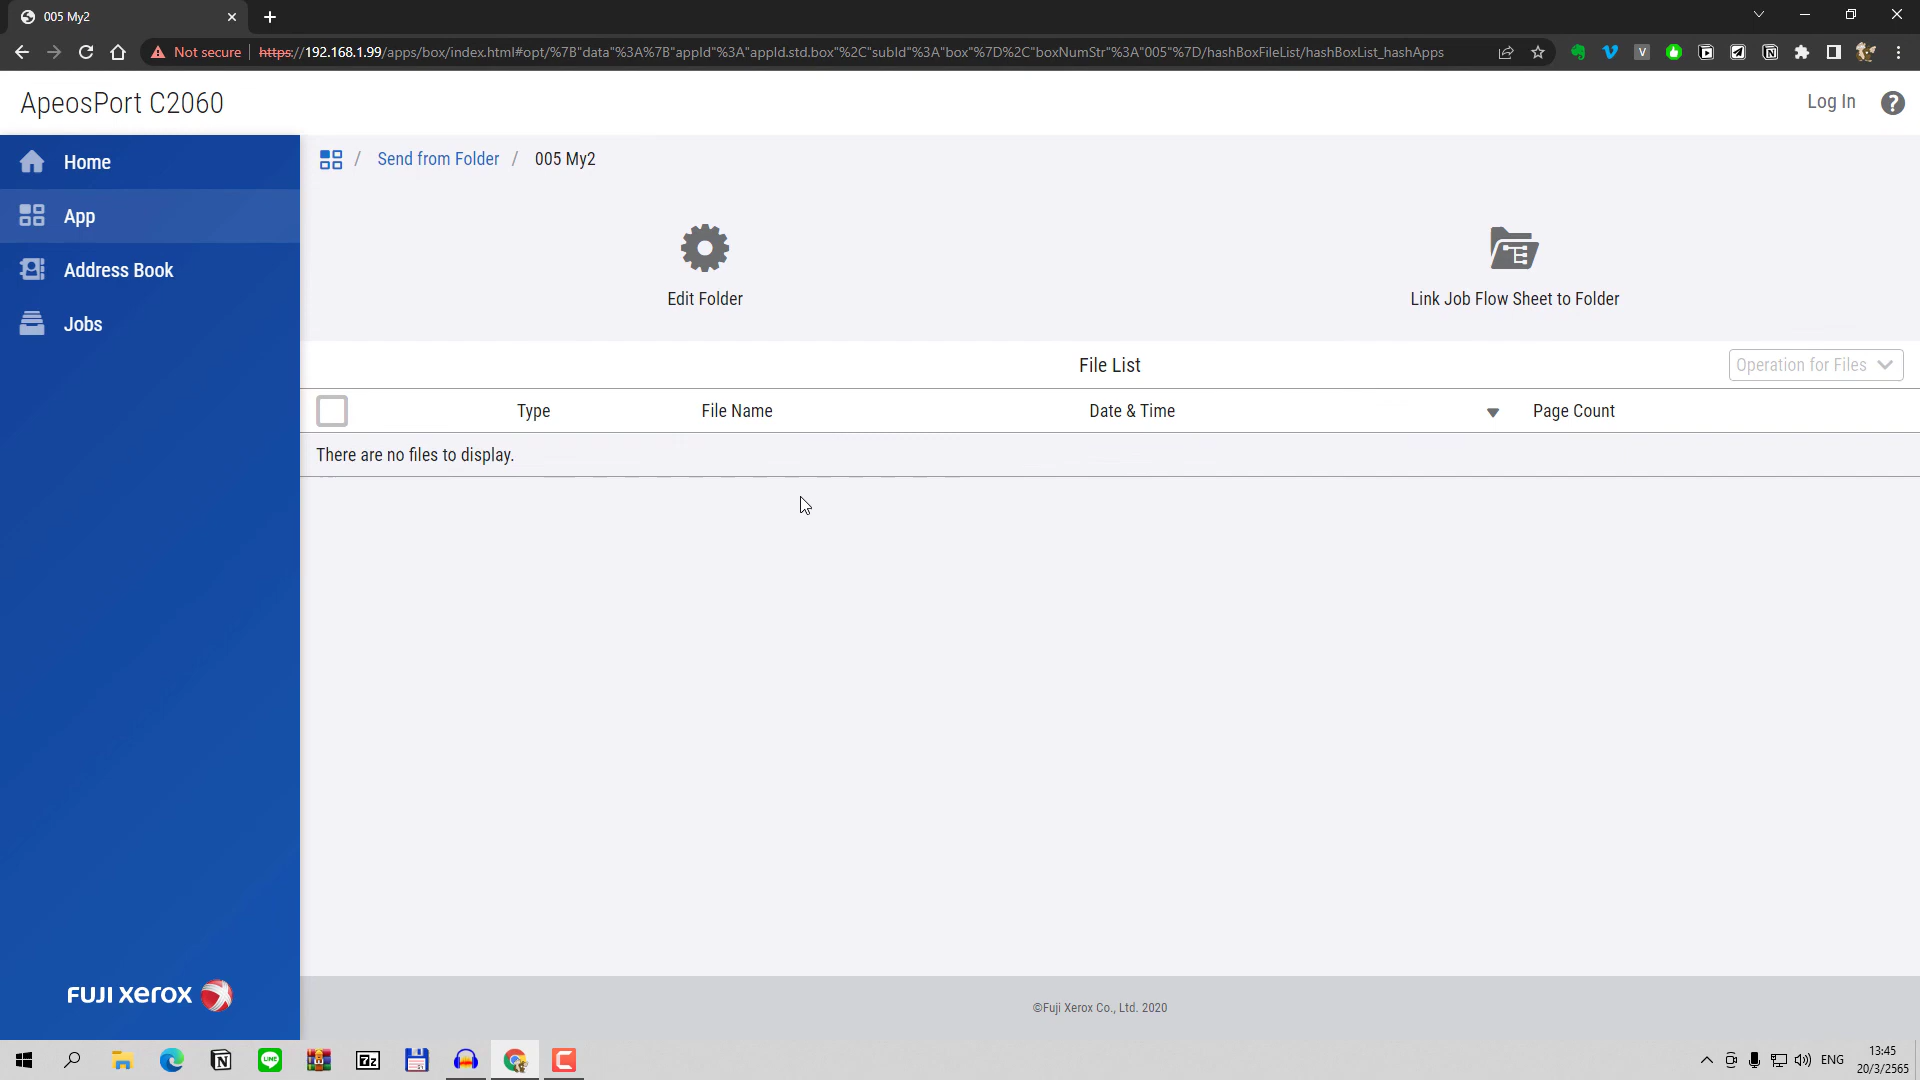 005 My2
Not secure
https://192.168.1.99/apps/box/index.html#opt/%7B"data"%3A%7B"appId"%3A"appId.std.box"%2C"subId"%3A"box"%7D%2C"boxNumStr"%3A"005"%7D/hashBoxFileList/hashBoxList_hashApps
ApeosPort C2060
Log In
?
Home
App
Address Book
Jobs
/ Send from Folder / 005 My2
Edit Folder
Link Job Flow Sheet to Folder
File List
Operation for Files
Type
File Name
Date & Time
Page Count
There are no files to display.
FUJI xerox
©Fuji Xerox Co., Ltd. 2020
LINE
7z
ENG
13:45
20/3/2565